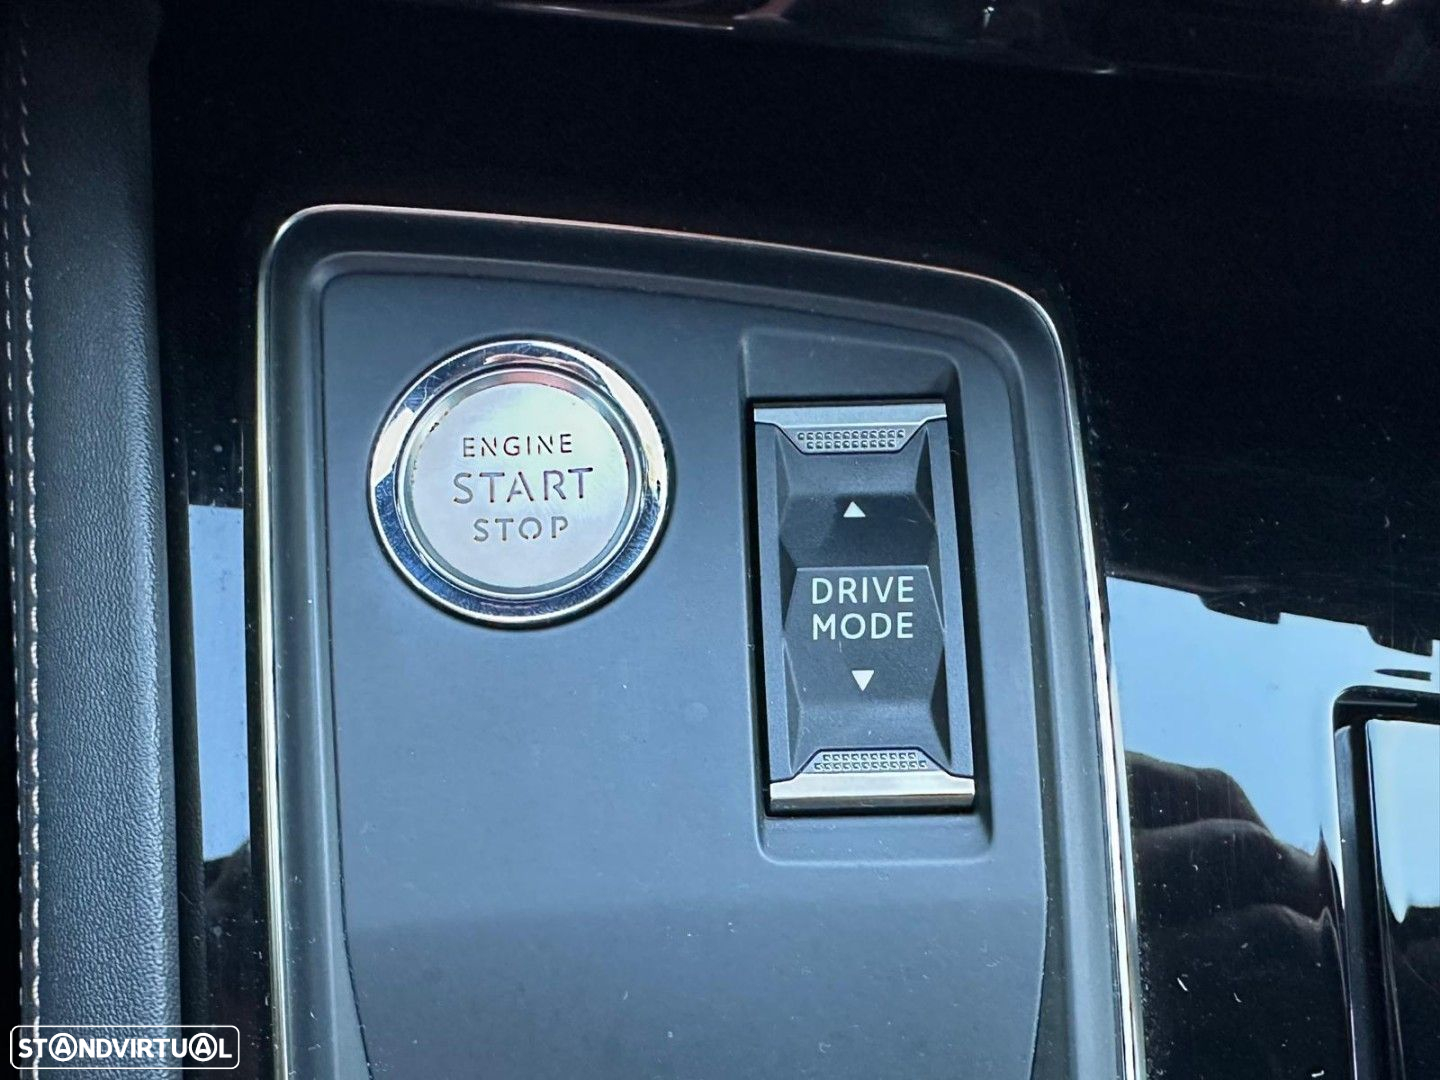 ENGINE
START
STOP
DRIVE
MODE
STANDVIRTUAL